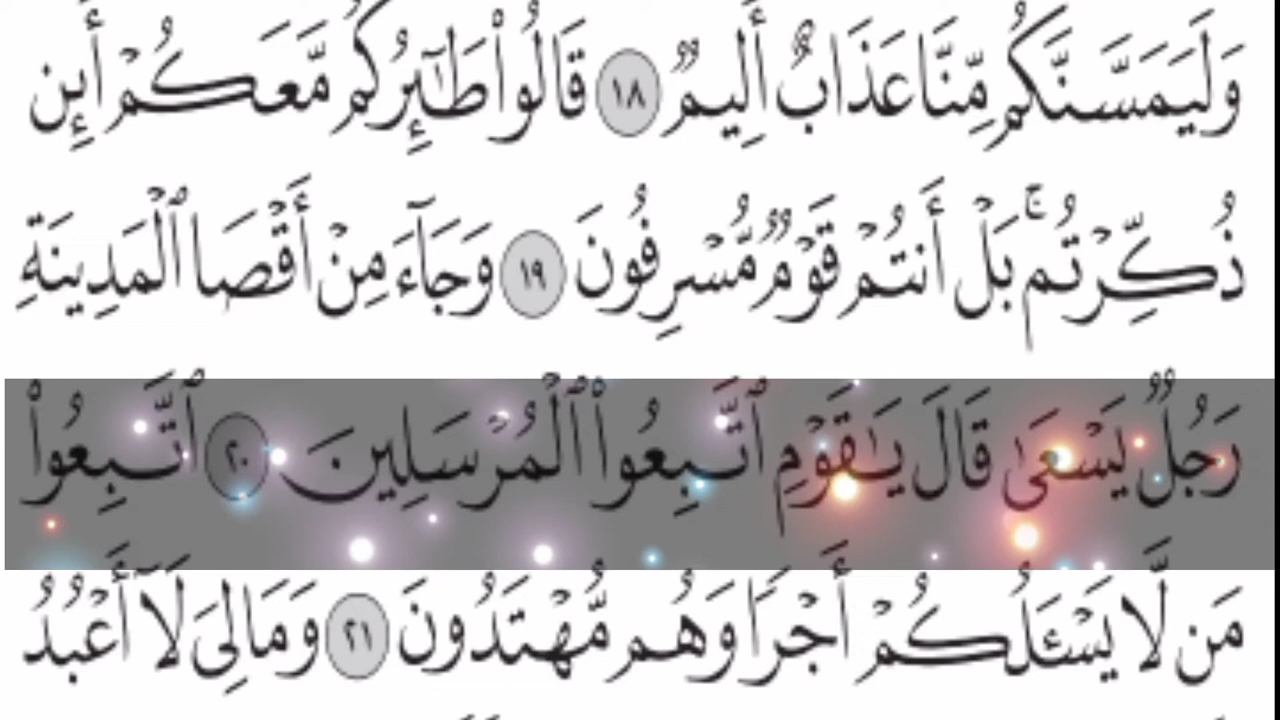 وَلَيَمَسَّنَّكُم مِّنَّا عَذَابٌ أَلِيمٌ ١٨ قَالُوا۟ طَٰٓئِرُكُم مَّعَكُمْ أَئِن
ذُكِّرْتُم ۚ بَلْ أَنتُمْ قَوْمٌ مُّسْرِفُونَ ١٩ وَجَآءَ مِنْ أَقْصَا ٱلْمَدِينَةِ
رَجُلٌ يَسْعَىٰ قَالَ يَٰقَوْمِ ٱتَّبِعُوا۟ ٱلْمُرْسَلِينَ ٢٠ ٱتَّبِعُوا۟
مَن لَّا يَسْـَٔلُكُمْ أَجْرًا وَهُم مُّهْتَدُونَ ٢١ وَمَا لِىَ لَآ أَعْبُدُ